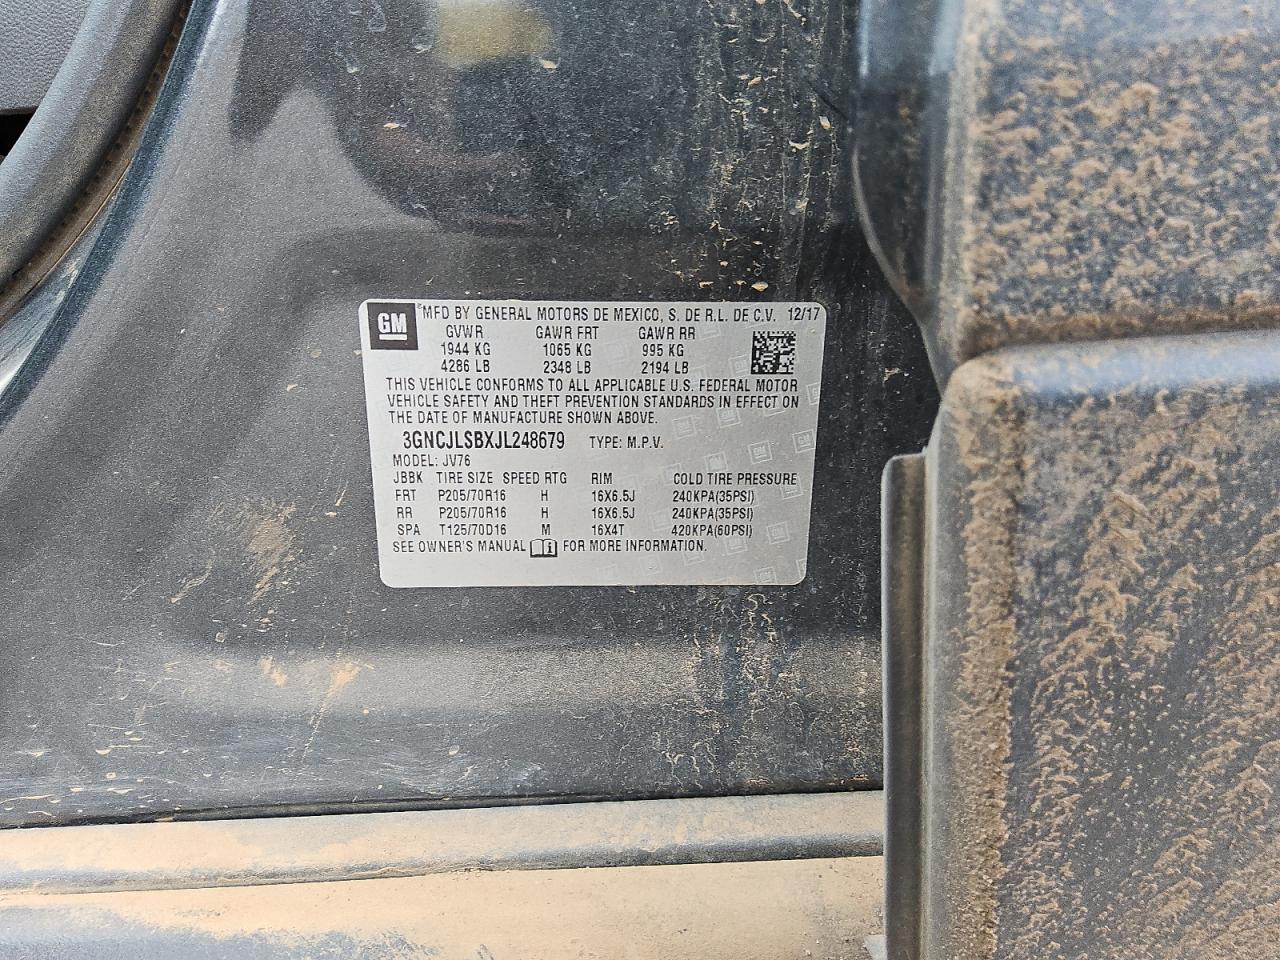 GM ® MFD BY GENERAL MOTORS DE MEXICO, S. DE R.L. DE C.V. 12/17
GVWR GAWR FRT GAWR RR
1944 KG 1065 KG 995 KG
4286 LB 2348 LB 2194 LB
THIS VEHICLE CONFORMS TO ALL APPLICABLE U.S. FEDERAL MOTOR
VEHICLE SAFETY AND THEFT PREVENTION STANDARDS IN EFFECT ON
THE DATE OF MANUFACTURE SHOWN ABOVE.
3GNCJLSBXJL248679 TYPE: M.P.V.
MODEL: JV76
JBBK TIRE SIZE SPEED RTG RIM COLD TIRE PRESSURE
FRT P205/70R16 H 16X6.5J 240KPA(35PSI)
RR P205/70R16 H 16X6.5J 240KPA(35PSI)
SPA T125/70D16 M 16X4T 420KPA(60PSI)
SEE OWNER'S MANUAL i FOR MORE INFORMATION.